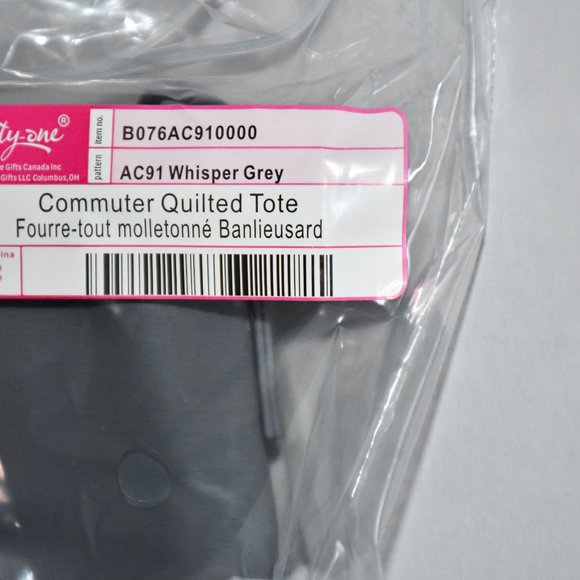 ty-one®
e Gifts Canada Inc
Gifts LLC Columbus,OH
item no.
B076AC910000
pattern
AC91 Whisper Grey
Commuter Quilted Tote
Fourre-tout molletonné Banlieusard
ina